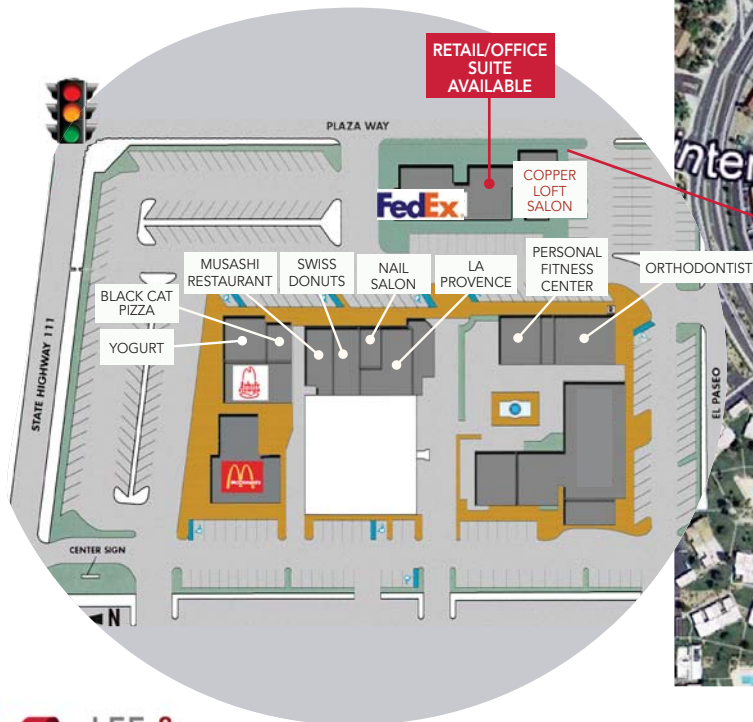 RETAIL/OFFICE
SUITE
AVAILABLE
PLAZA WAY
FedEx
COPPER
LOFT
SALON
MUSASHI
RESTAURANT
SWISS
DONUTS
NAIL
SALON
LA
PROVENCE
PERSONAL
FITNESS
CENTER
ORTHODONTIST
BLACK CAT
PIZZA
YOGURT
STATE HIGHWAY 111
EL PASEO
McDonald's
CENTER SIGN
N